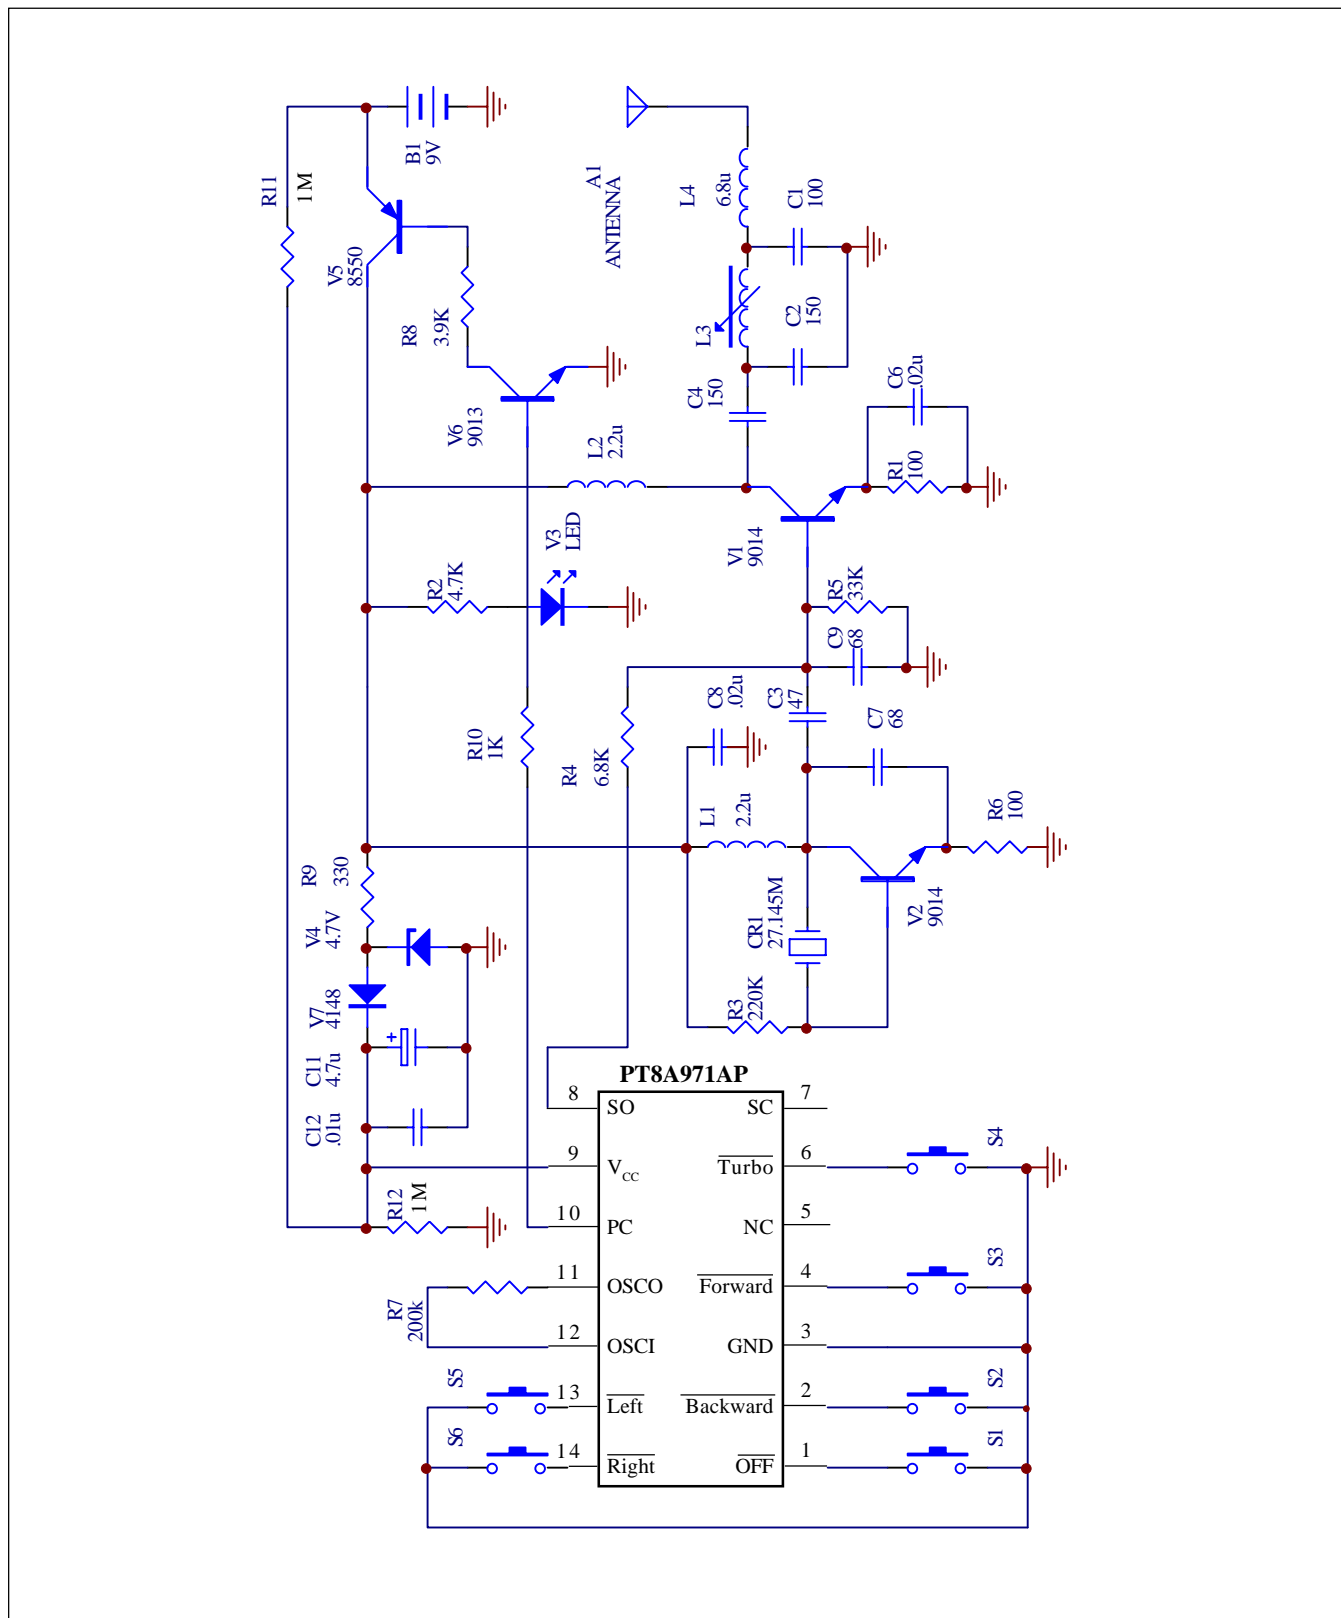 R11
1M
B1
9V
V5
8550
R8
3.9K
V6
9013
A1
ANTENNA
L4
6.8u
C1
100
L3
C2
150
C4
150
C6
.02u
R1
100
L2
2.2u
V1
9014
R2
4.7K
V3
LED
R5
33K
C9
68
R10
1K
R4
6.8K
C8
.02u
C3
47
C7
68
L1
2.2u
R6
100
R9
330
V4
4.7V
V2
9014
CR1
27.145M
R3
220K
V7
4148
C11
4.7u
+
C12
.01u
R12
1M
PT8A971AP
8 SO SC 7
9 VCC Turbo 6
S4
10 PC NC 5
11 OSCO Forward 4
S3
R7
200k
12 OSCI GND 3
S5
13 Left Backward 2
S2
S6
14 Right OFF 1
S1